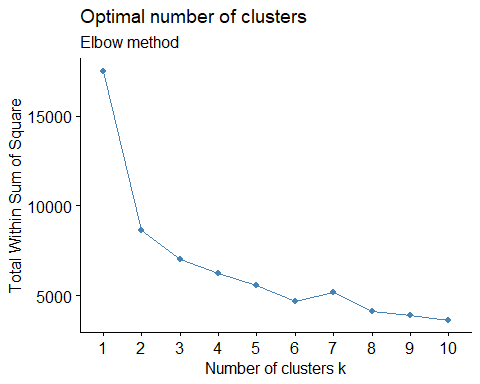 Optimal number of clusters
Elbow method
Total Within Sum of Square
15000
10000
5000
1 2 3 4 5 6 7 8 9 10
Number of clusters k